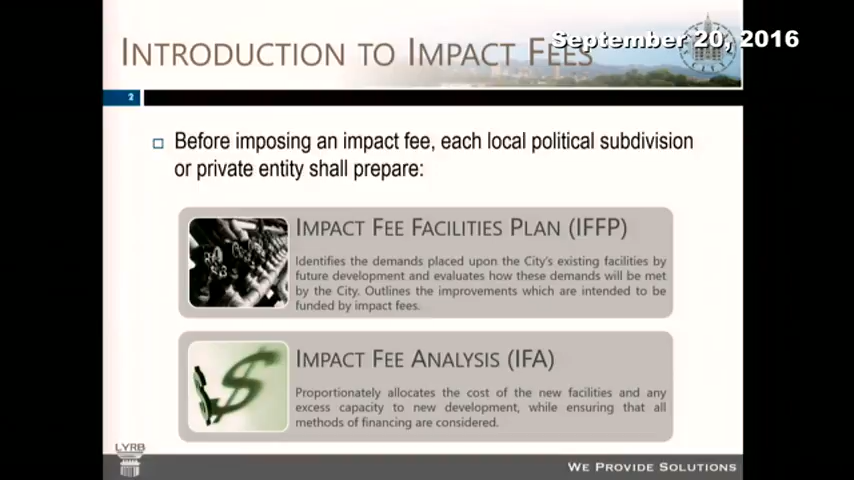 INTRODUCTION TO IMPACT FEES
September 20, 2016
2
Before imposing an impact fee, each local political subdivision
or private entity shall prepare:
IMPACT FEE FACILITIES PLAN (IFFP)
Identifies the demands placed upon the City's existing facilities by
future development and evaluates how these demands will be met
by the City. Outlines the improvements which are intended to be
funded by impact fees.
IMPACT FEE ANALYSIS (IFA)
Proportionately allocates the cost of the new facilities and any
excess capacity to new development, while ensuring that all
methods of financing are considered.
LYRB
WE PROVIDE SOLUTIONS